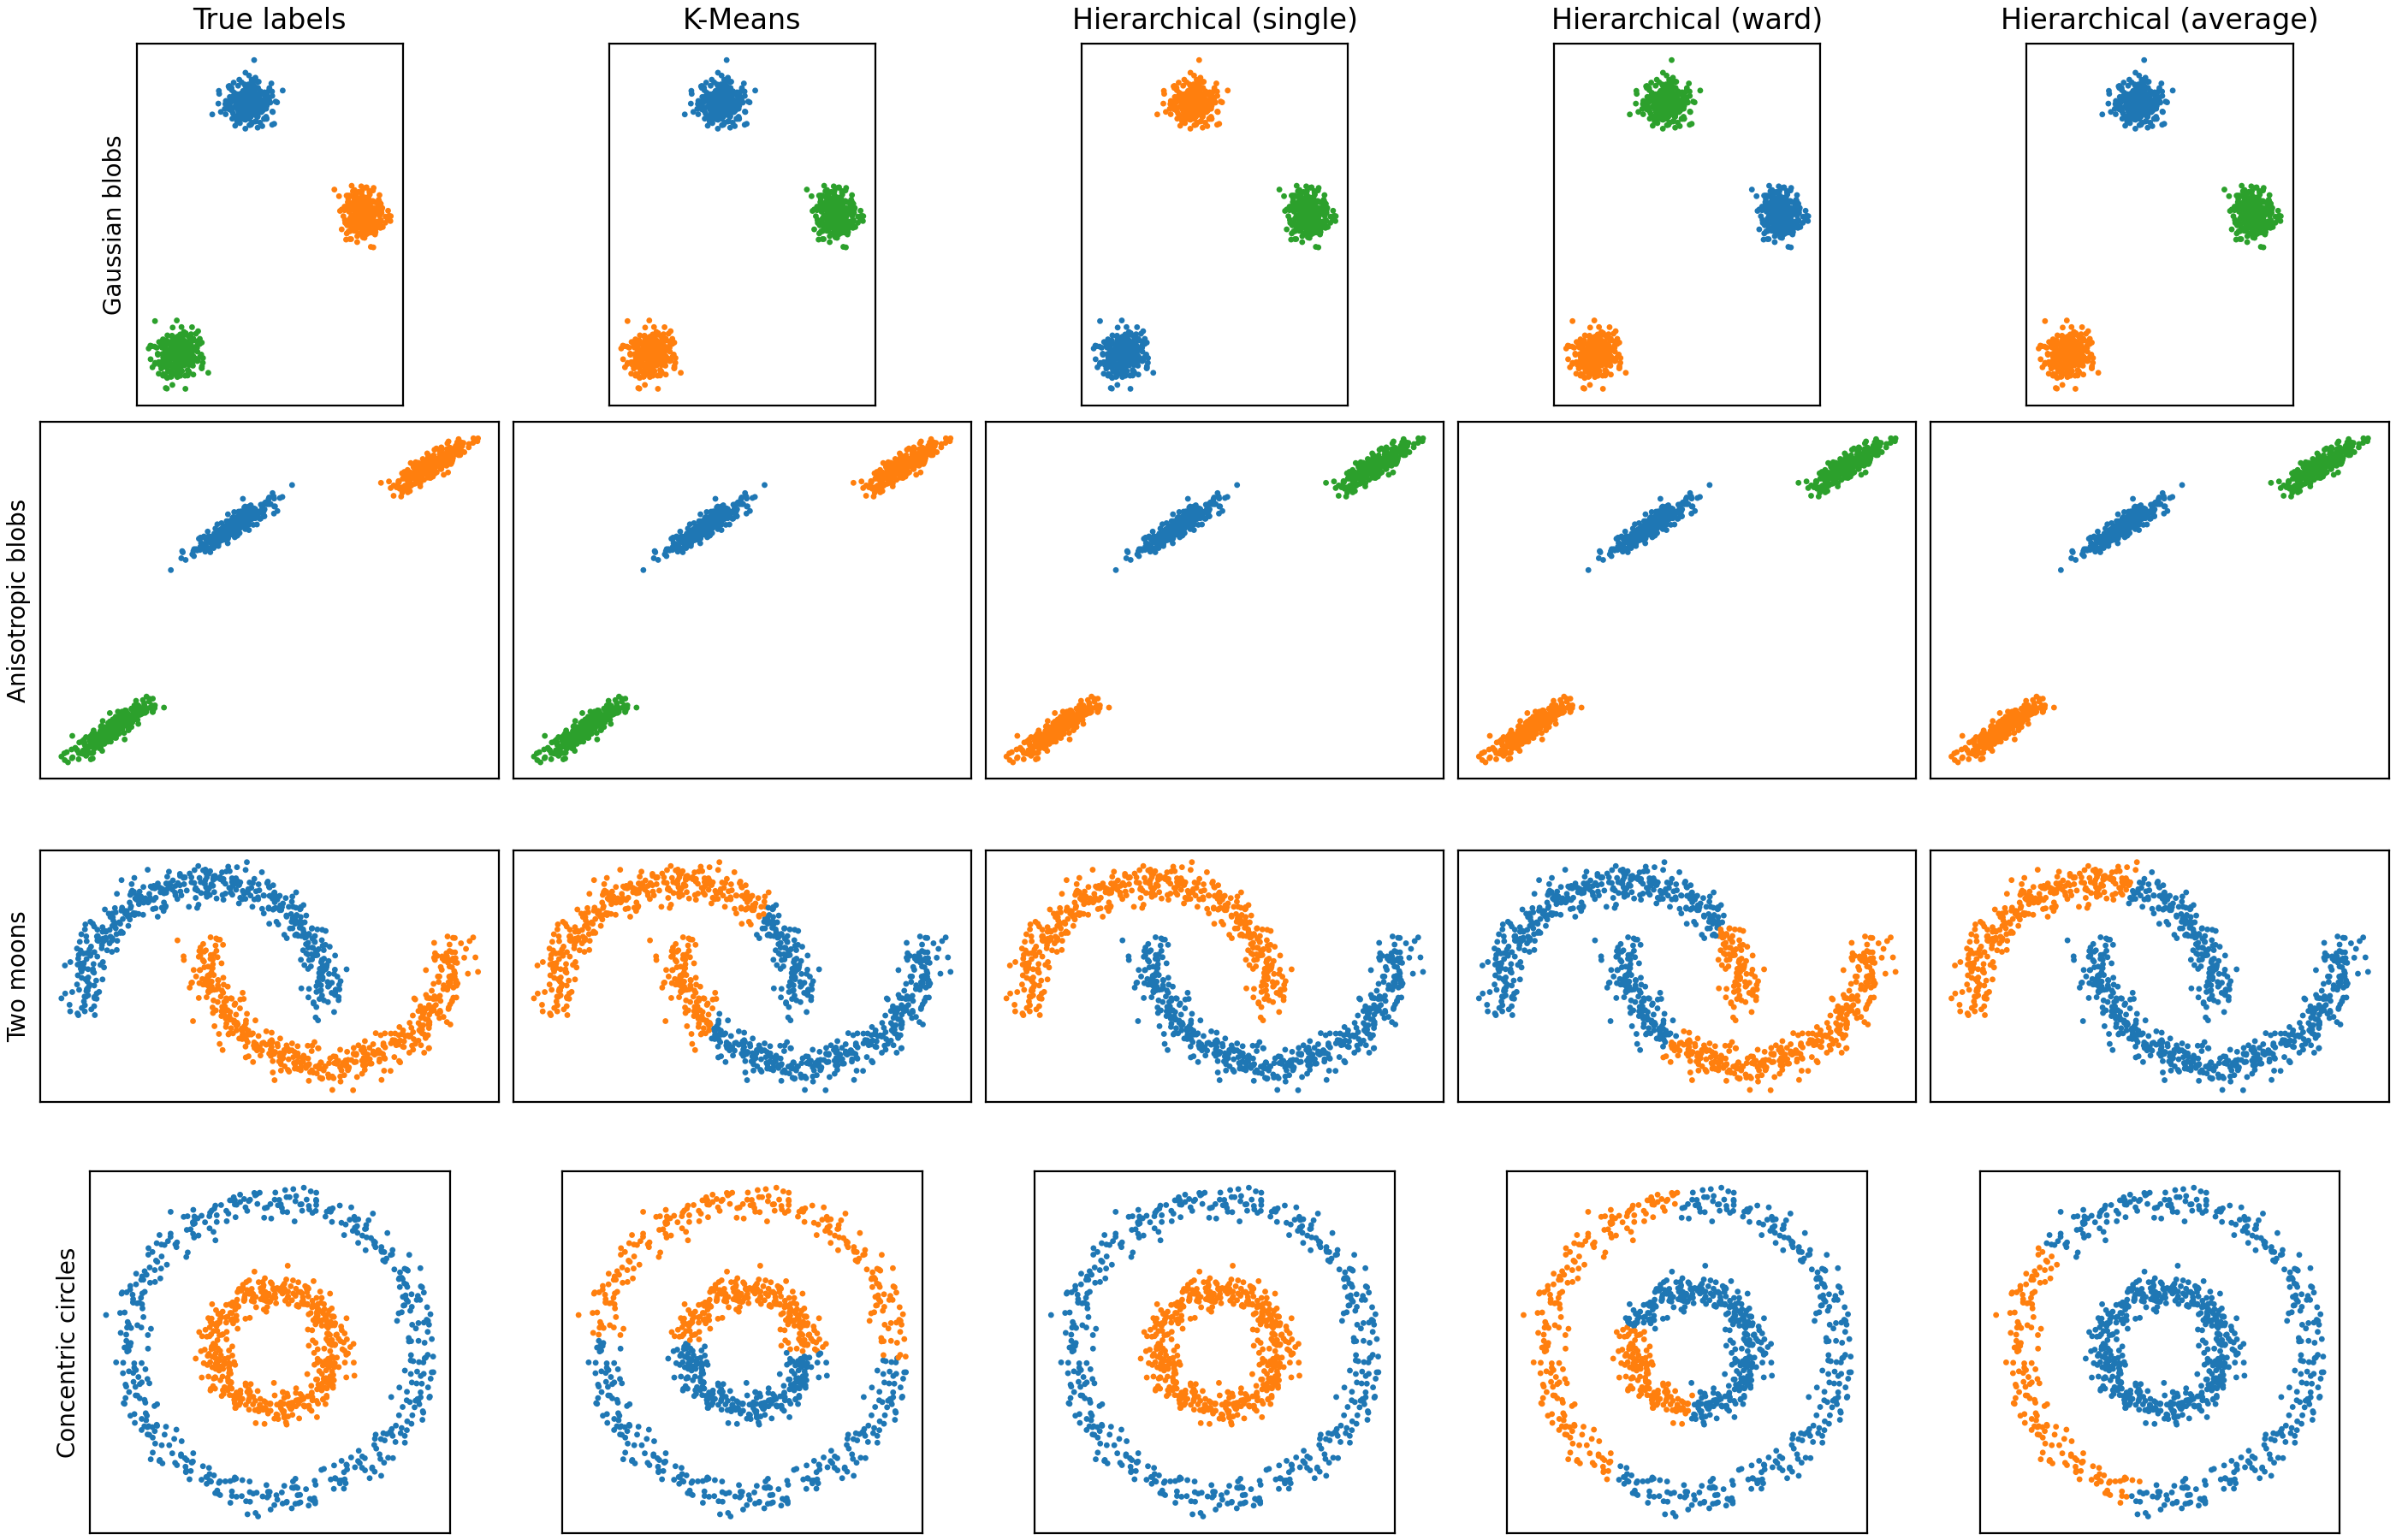 True labels
K-Means
Hierarchical (single)
Hierarchical (ward)
Hierarchical (average)
Gaussian blobs
Anisotropic blobs
Two moons
Concentric circles